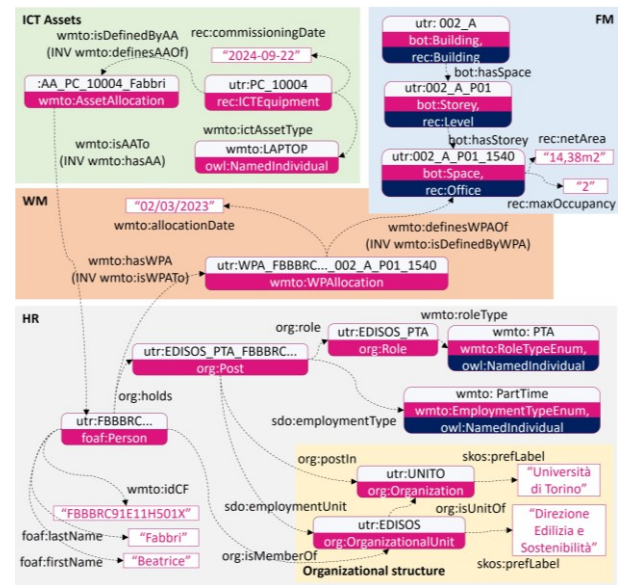 ICT Assets
wmto:isDefinedByAA
(INV wmto:definesAAOf)
rec:commissioningDate
"2024-09-22"
:AA_PC_10004_Fabbri
wmto:AssetAllocation
utr:PC_10004
rec:ICTEquipment
wmto:isAATo
(INV wmto:hasAA)
wmto:ictAssetType
wmto:LAPTOP
owl:NamedIndividual
FM
utr: 002_A
bot:Building,
rec:Building
bot:hasSpace
utr:002_A_P01
bot:Storey,
rec:Level
bot:hasStorey
utr:002_A_P01_1540
bot:Space,
rec:Office
rec:netArea
"14,38m2"
"2"
rec:maxOccupancy
WM
"02/03/2023"
wmto:allocationDate
wmto:definesWPAOf
(INV wmto:isDefinedByWPA)
wmto:hasWPA
(INV wmto:isWPATo)
utr:WPA_FBBBRC..._002_A_P01_1540
wmto:WPAllocation
HR
utr:EDISOS_PTA_FBBBRC...
org:Post
org:role
utr:EDISOS_PTA
org:Role
wmto:roleType
wmto: PTA
wmto:RoleTypeEnum,
owl:NamedIndividual
wmto: PartTime
wmto:EmploymentTypeEnum,
owl:NamedIndividual
sdo:employmentType
org:holds
utr:FBBBRC...
foaf:Person
wmto:idCF
"FBBBRC91E11H501X"
foaf:lastName
"Fabbri"
foaf:firstName
"Beatrice"
org:postIn
sdo:employmentUnit
org:isMemberOf
utr:UNITO
org:Organization
skos:prefLabel
"Università
di Torino"
org:isUnitOf
utr:EDISOS
org:OrganizationalUnit
"Direzione
Edilizia e
Sostenibilità"
skos:prefLabel
Organizational structure